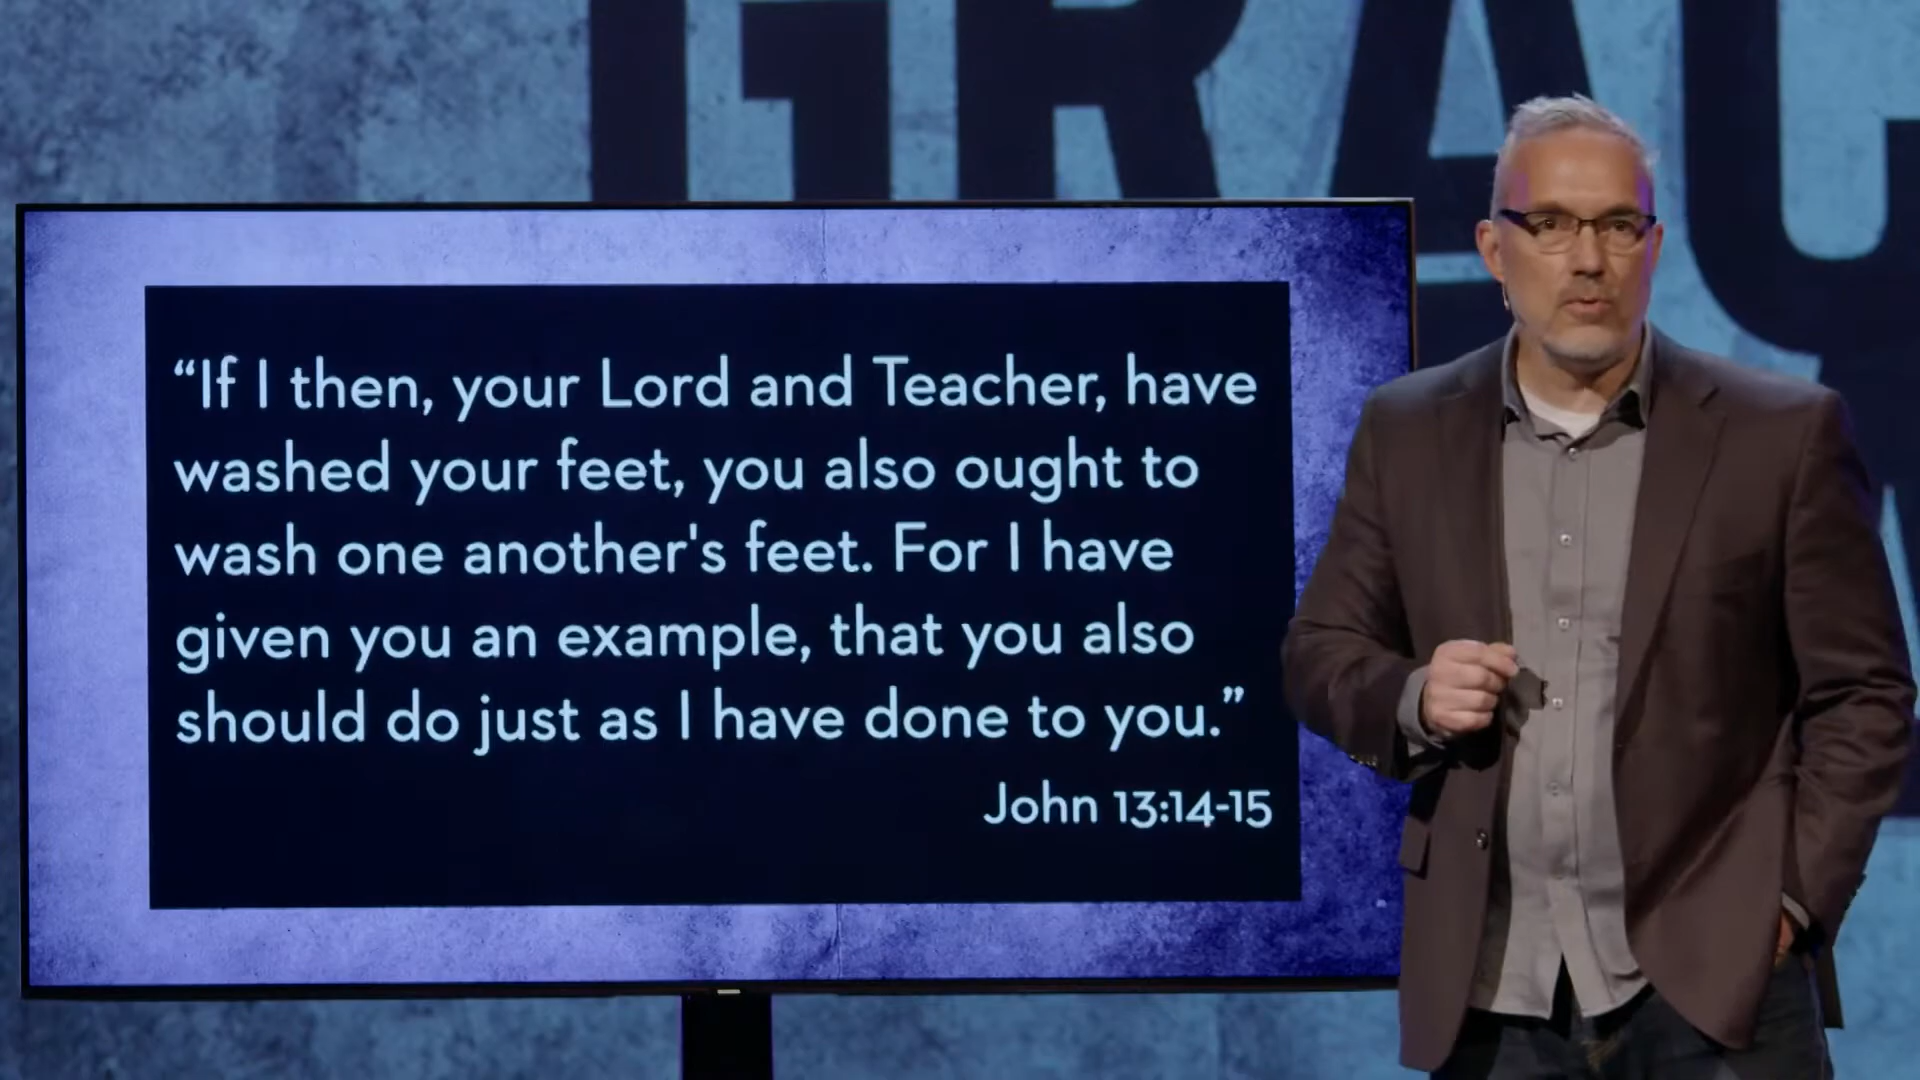 GRAC
“If I then, your Lord and Teacher, have
washed your feet, you also ought to
wash one another's feet. For I have
given you an example, that you also
should do just as I have done to you.”
John 13:14-15